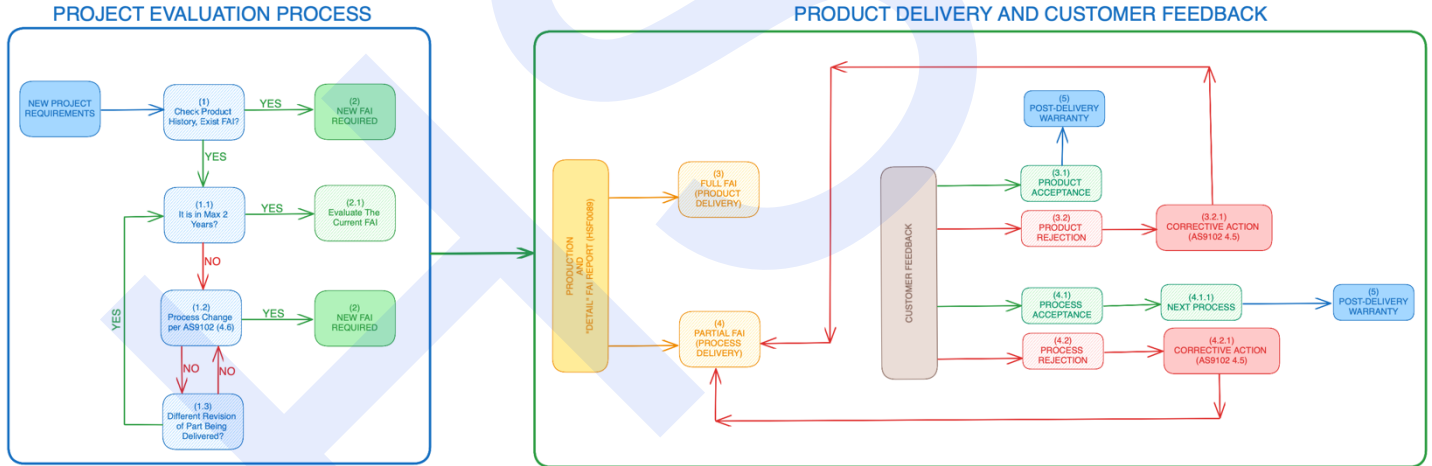 PROJECT EVALUATION PROCESS
NEW PROJECT
REQUIREMENTS
(1)
Check Product
History, Exist FAI?
YES
(2)
NEW FAI
REQUIRED
YES
(1.1)
It is in Max 2
Years?
YES
(2.1)
Evaluate The
Current FAI
NO
(1.2)
Process Change
per AS9102 (4.6)
YES
(2)
NEW FAI
REQUIRED
YES
NO
NO
(1.3)
Different Revision
of Part Being
Delivered?
PRODUCT DELIVERY AND CUSTOMER FEEDBACK
PRODUCTION
AND
"DETAIL" FAI REPORT (HSF0089)
(3)
FULL FAI
(PRODUCT
DELIVERY)
(4)
PARTIAL FAI
(PROCESS
DELIVERY)
CUSTOMER FEEDBACK
(5)
POST-DELIVERY
WARRANTY
(3.1)
PRODUCT
ACCEPTANCE
(3.2)
PRODUCT
REJECTION
(3.2.1)
CORRECTIVE ACTION
(AS9102 4.5)
(4.1)
PROCESS
ACCEPTANCE
(4.1.1)
NEXT PROCESS
(5)
POST-DELIVERY
WARRANTY
(4.2)
PROCESS
REJECTION
(4.2.1)
CORRECTIVE ACTION
(AS9102 4.5)